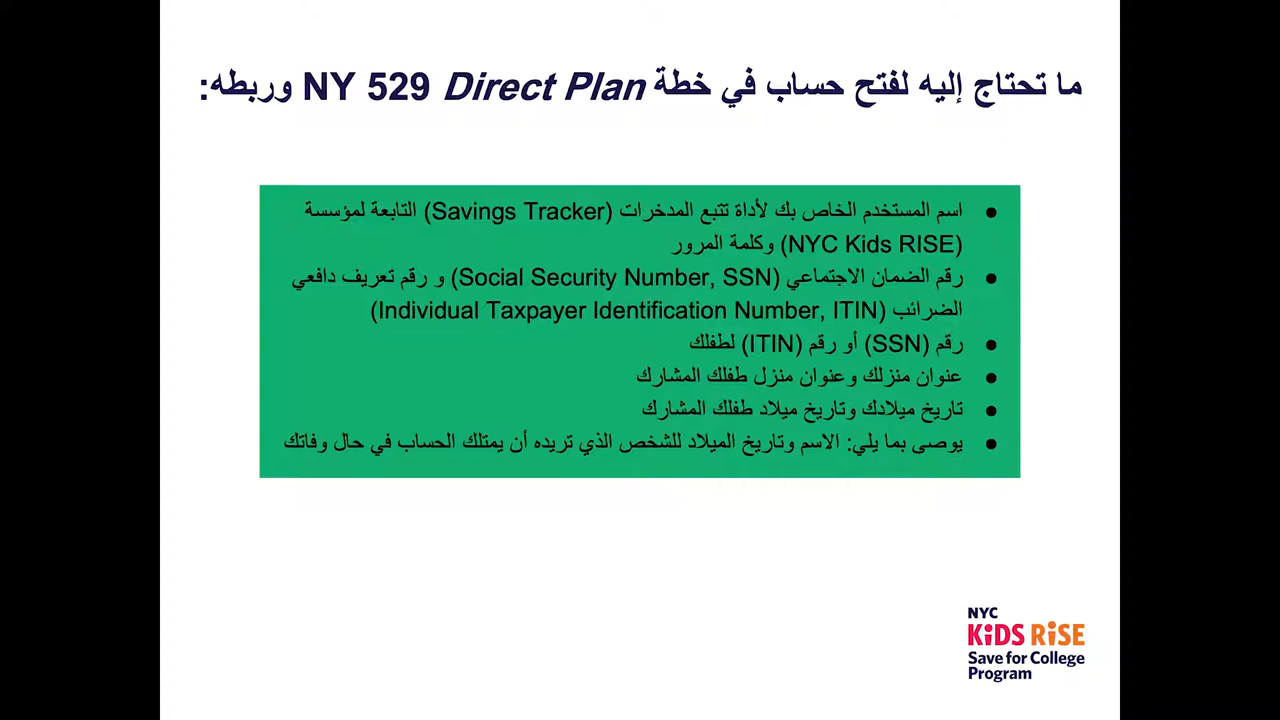 ما تحتاج إليه لفتح حساب في خطة NY 529 Direct Plan وربطه:
● اسم المستخدم الخاص بك لأداة تتبع المدخرات (Savings Tracker) التابعة لمؤسسة
(NYC Kids RISE) وكلمة المرور
● رقم الضمان الاجتماعي (Social Security Number, SSN) و رقم تعريف دافعي
الضرائب (Individual Taxpayer Identification Number, ITIN)
● رقم (SSN) أو رقم (ITIN) لطفلك
● عنوان منزلك وعنوان منزل طفلك المشارك
● تاريخ ميلادك وتاريخ ميلاد طفلك المشارك
● يوصى بما يلي: الاسم وتاريخ الميلاد للشخص الذي تريده أن يمتلك الحساب في حال وفاتك
NYC
KiDS RiSE
Save for College
Program